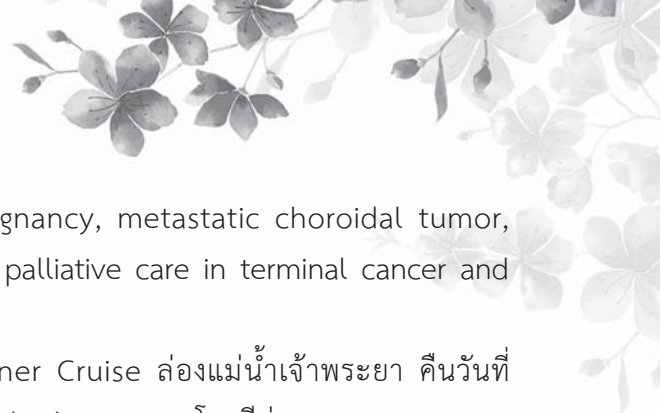 gnancy, metastatic choroidal tumor,
palliative care in terminal cancer and
ner Cruise ล่องแม่น้ำเจ้าพระยา คืนวันที่